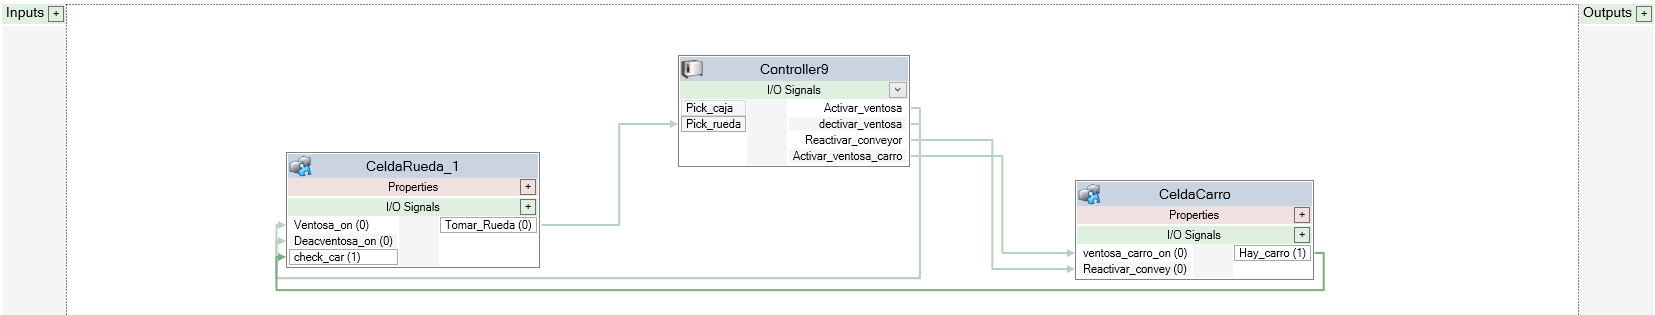 Inputs +
Outputs +
Controller9
I/O Signals
Pick_caja
Activar_ventosa
Pick_rueda
dectivar_ventosa
Reactivar_conveyor
Activar_ventosa_carro
CeldaRueda_1
Properties +
I/O Signals +
Ventosa_on (0)
Tomar_Rueda (0)
Deacventosa_on (0)
check_car (1)
CeldaCarro
Properties +
I/O Signals +
ventosa_carro_on (0)
Hay_carro (1)
Reactivar_convey (0)